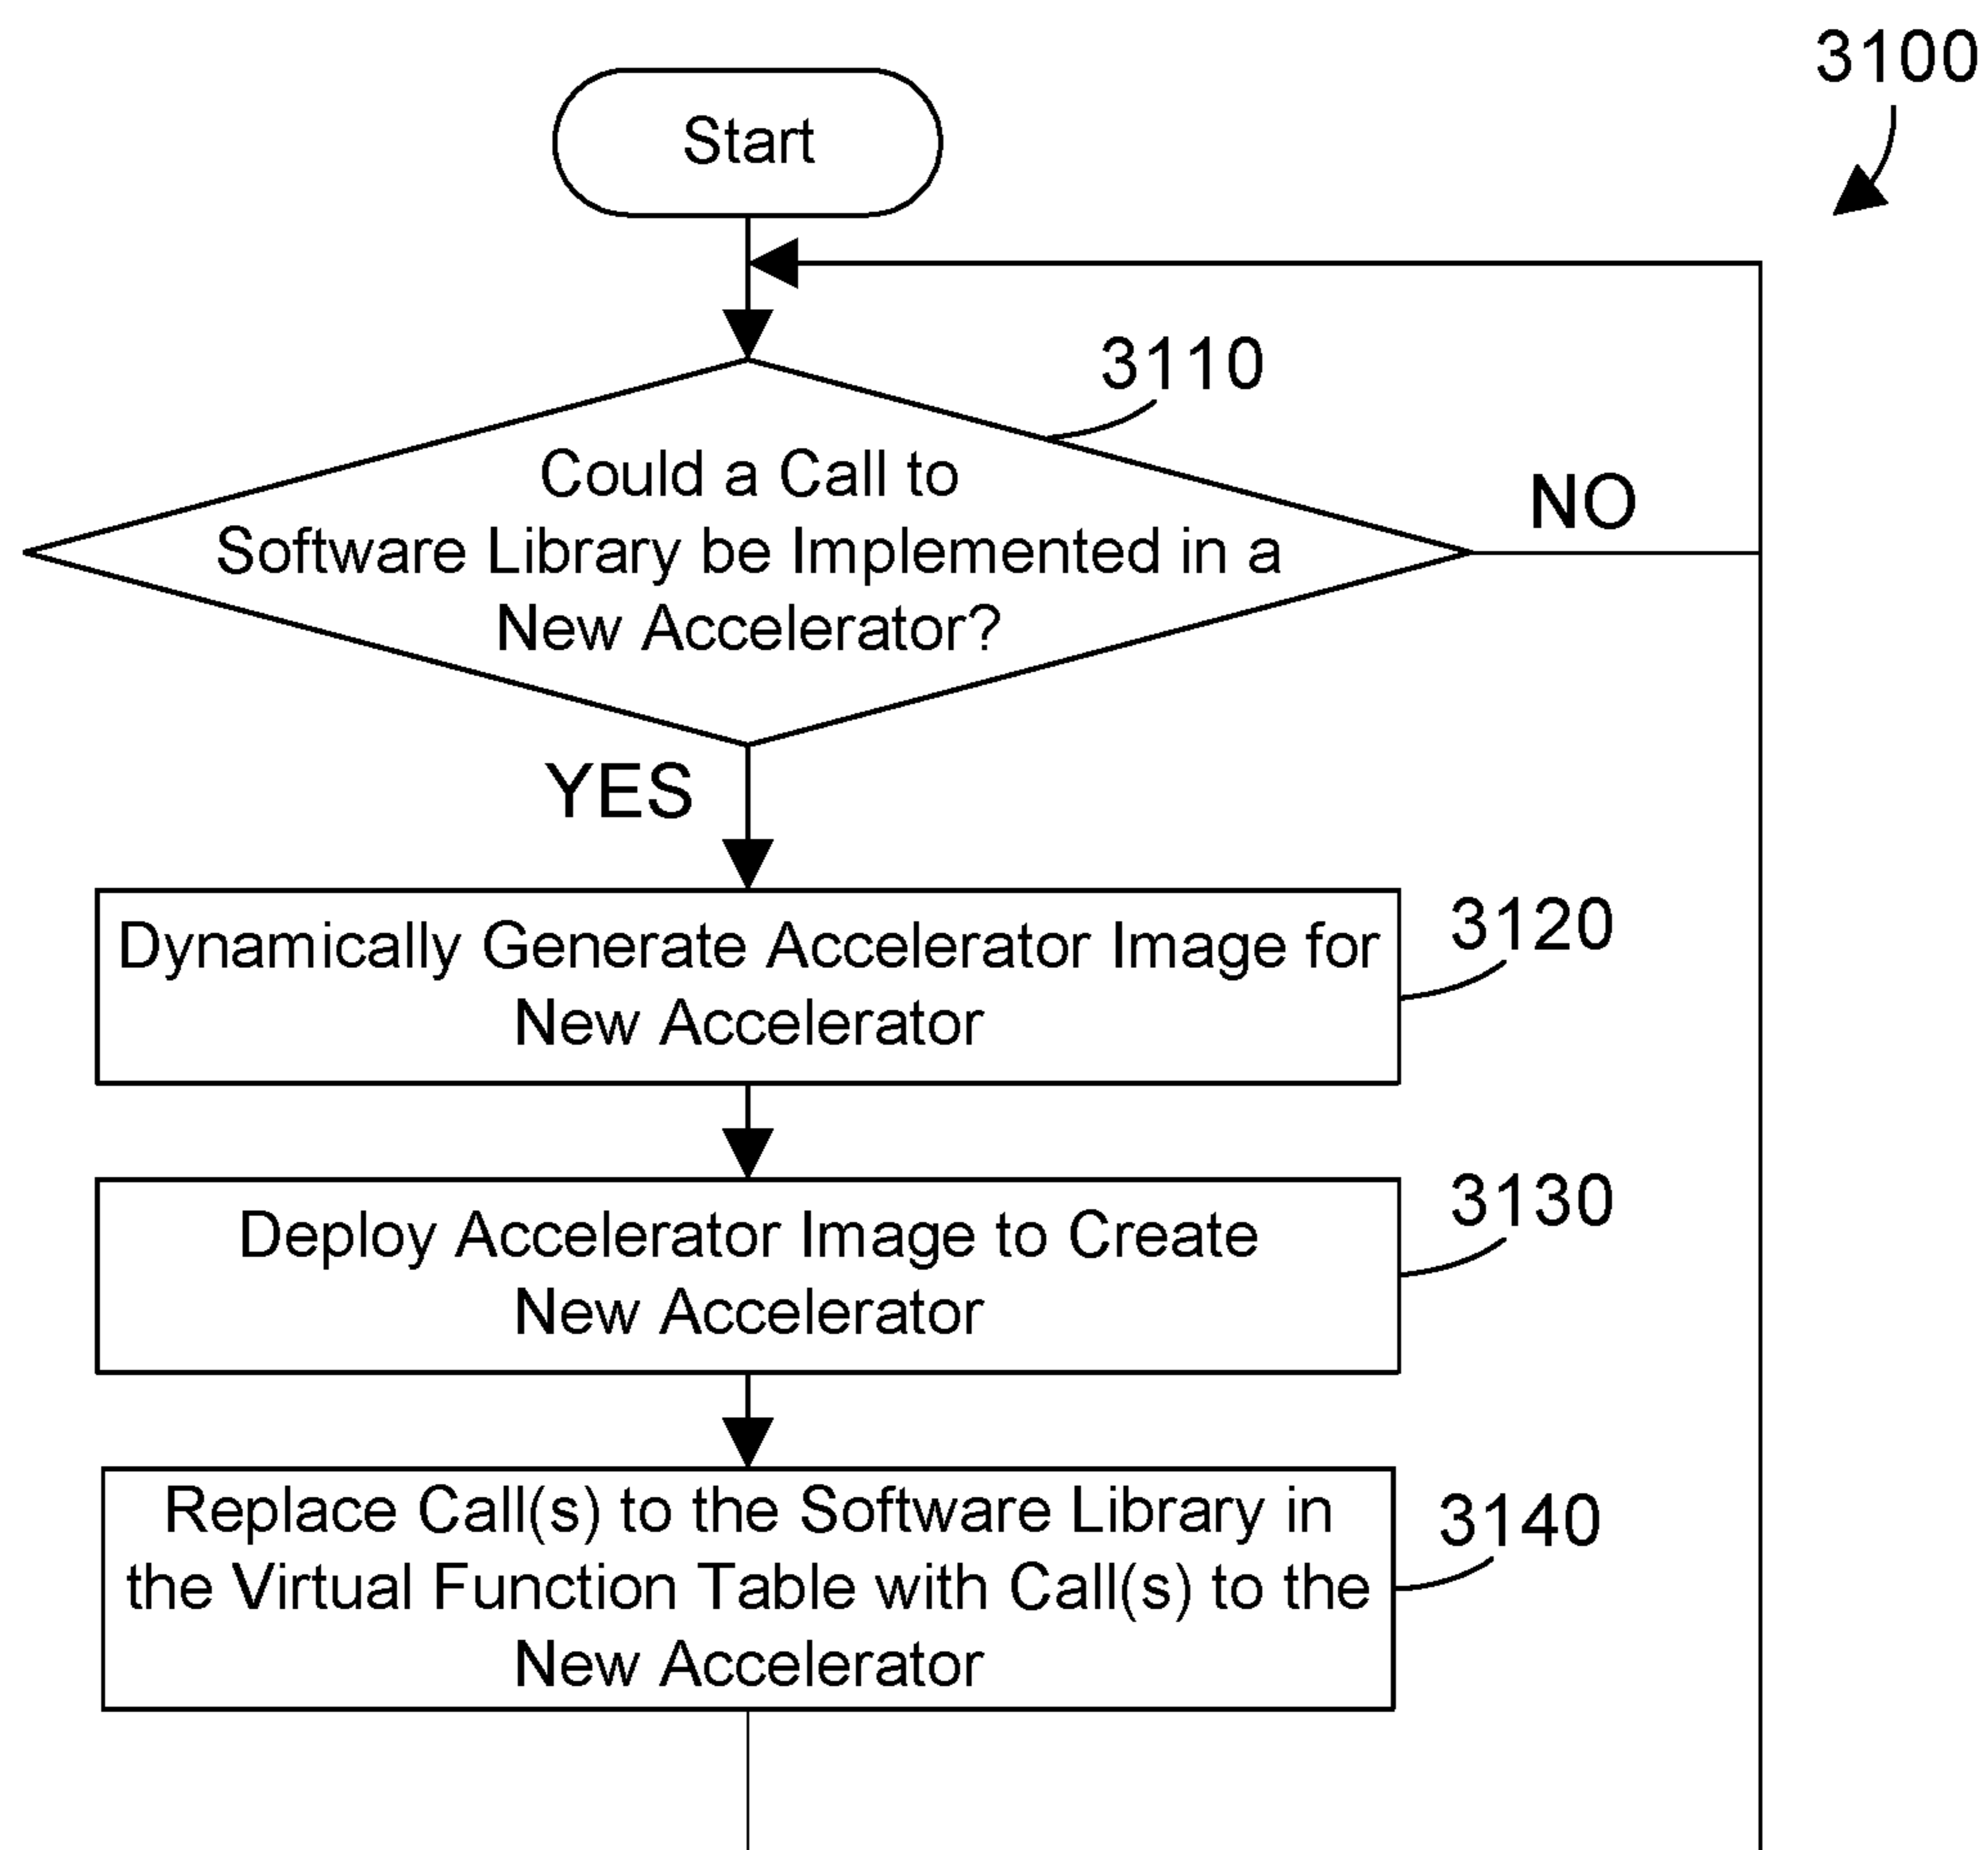 3100
Start
3110
Could a Call to
Software Library be Implemented in a
New Accelerator?
NO
YES
Dynamically Generate Accelerator Image for
New Accelerator
3120
Deploy Accelerator Image to Create
New Accelerator
3130
Replace Call(s) to the Software Library in
the Virtual Function Table with Call(s) to the
New Accelerator
3140